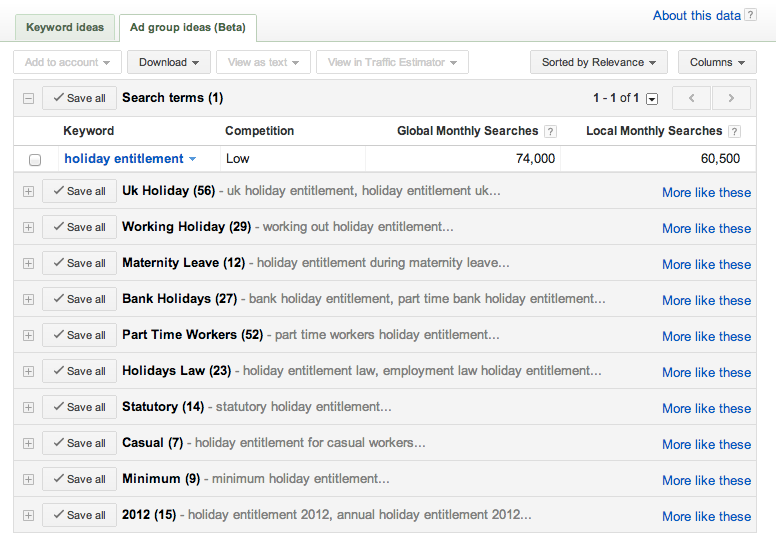 About this data ?
Keyword ideas Ad group ideas (Beta)
Add to account Download View as text View in Traffic Estimator Sorted by Relevance Columns
Save all Search terms (1) 1 - 1 of 1
Keyword Competition Global Monthly Searches ? Local Monthly Searches ?
holiday entitlement Low 74,000 60,500
Save all Uk Holiday (56) - uk holiday entitlement, holiday entitlement uk... More like these
Save all Working Holiday (29) - working out holiday entitlement... More like these
Save all Maternity Leave (12) - holiday entitlement during maternity leave... More like these
Save all Bank Holidays (27) - bank holiday entitlement, part time bank holiday entitlement... More like these
Save all Part Time Workers (52) - part time workers holiday entitlement... More like these
Save all Holidays Law (23) - holiday entitlement law, employment law holiday entitlement... More like these
Save all Statutory (14) - statutory holiday entitlement... More like these
Save all Casual (7) - holiday entitlement for casual workers... More like these
Save all Minimum (9) - minimum holiday entitlement... More like these
Save all 2012 (15) - holiday entitlement 2012, annual holiday entitlement 2012... More like these